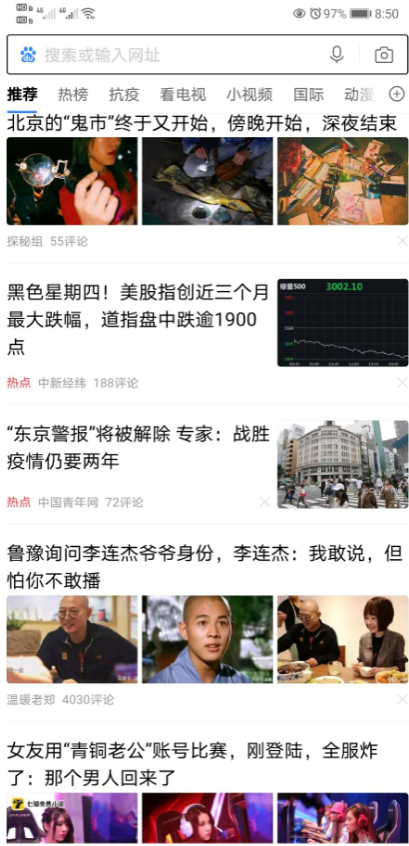 97% 8:50
搜索或输入网址
推荐 热榜 抗疫 看电视 小视频 国际 动漫
北京的“鬼市”终于又开始，傍晚开始，深夜结束
探秘组 55评论
黑色星期四！美股指创近三个月
最大跌幅，道指盘中跌逾1900
点
标普500 3002.10
热点 中新经纬 188评论
“东京警报”将被解除 专家：战胜
疫情仍要两年
热点 中国青年网 72评论
鲁豫询问李连杰爷爷身份，李连杰：我敢说，但
怕你不敢播
温暖老郑 4030评论
女友用“青铜老公”账号比赛，刚登陆，全服炸
了：那个男人回来了
七猫免费小说